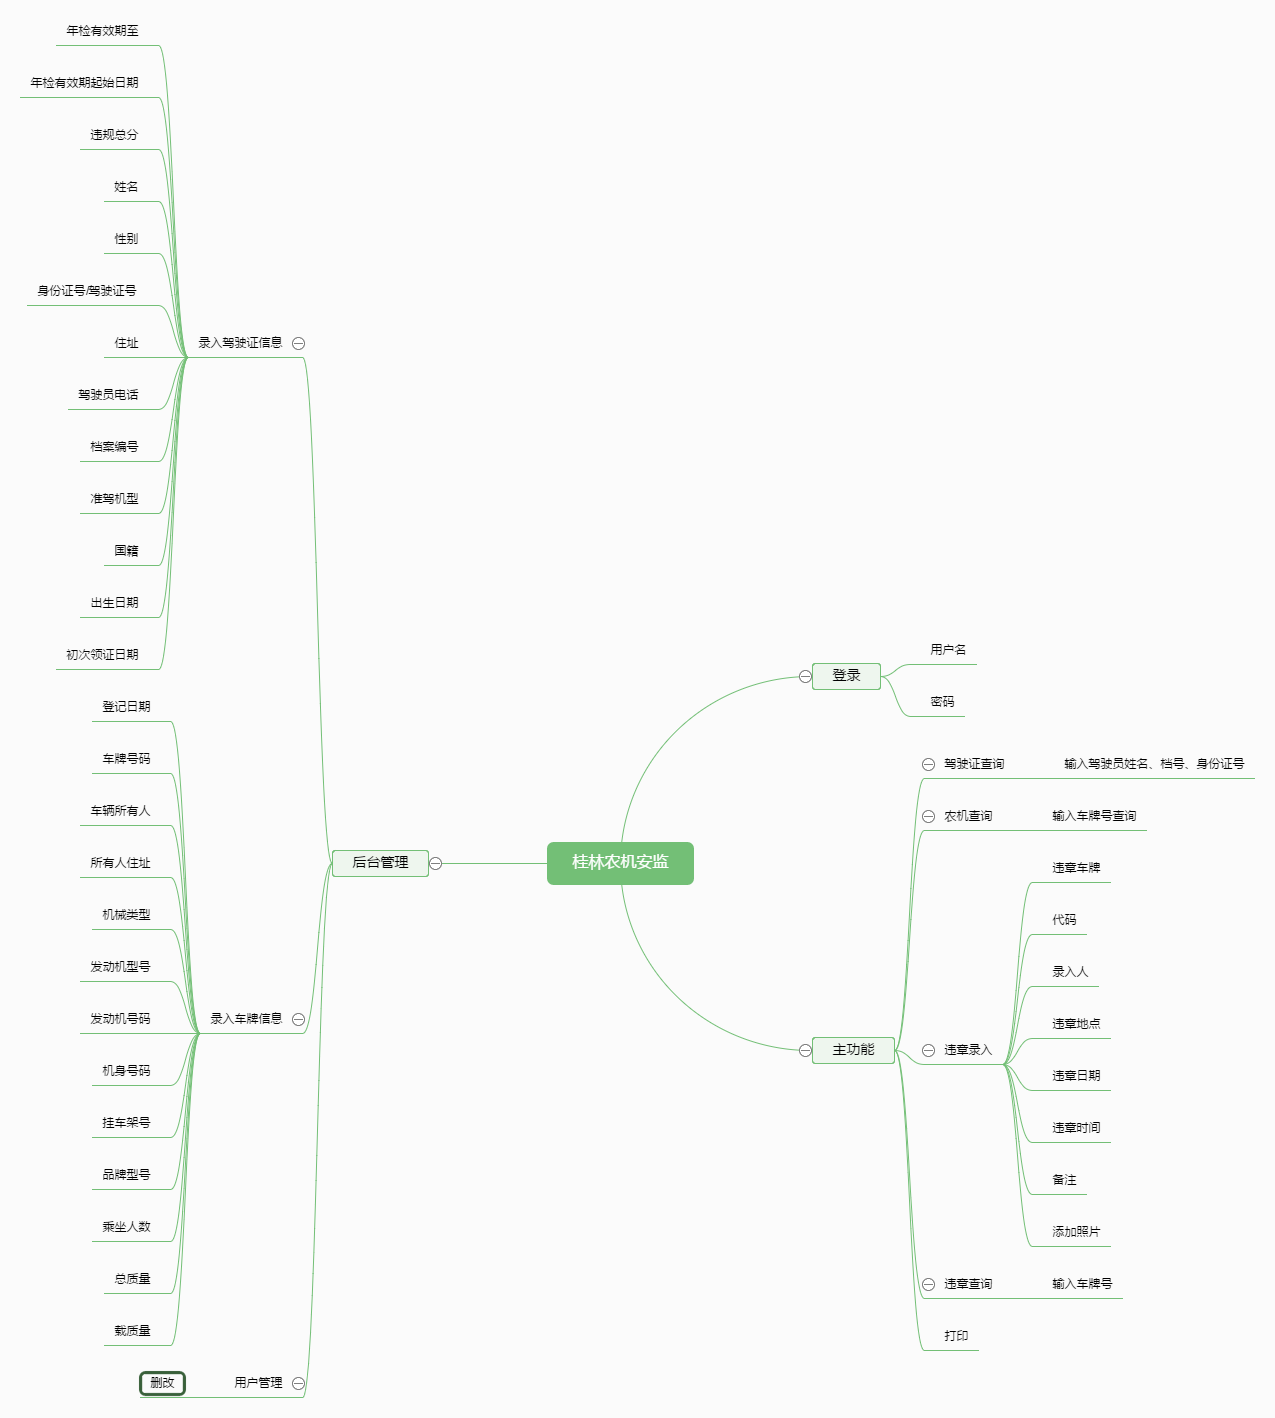 桂林农机安监
登录
用户名
密码
主功能
驾驶证查询
输入驾驶员姓名、档号、身份证号
农机查询
输入车牌号查询
违章录入
违章车牌
代码
录入人
违章地点
违章日期
违章时间
备注
添加照片
违章查询
输入车牌号
打印
后台管理
录入驾驶证信息
年检有效期至
年检有效期起始日期
违规总分
姓名
性别
身份证号/驾驶证号
住址
驾驶员电话
档案编号
准驾机型
国籍
出生日期
初次领证日期
录入车牌信息
登记日期
车牌号码
车辆所有人
所有人住址
机械类型
发动机型号
发动机号码
机身号码
挂车架号
品牌型号
乘坐人数
总质量
载质量
用户管理
删改